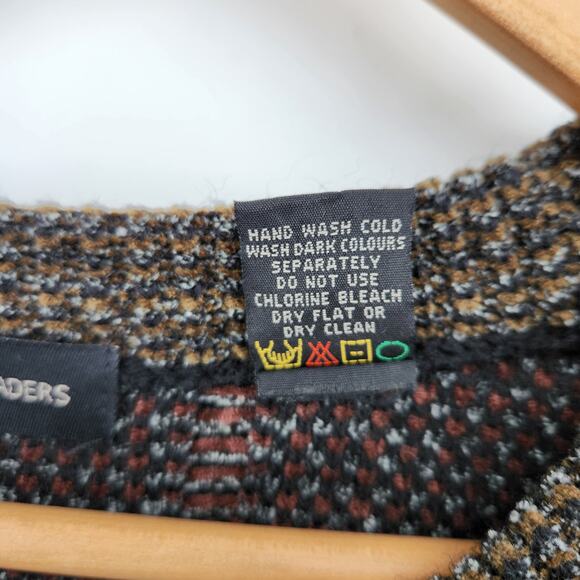 HAND WASH COLD
WASH DARK COLOURS
SEPARATELY
DO NOT USE
CHLORINE BLEACH
DRY FLAT OR
DRY CLEAN
ADERS